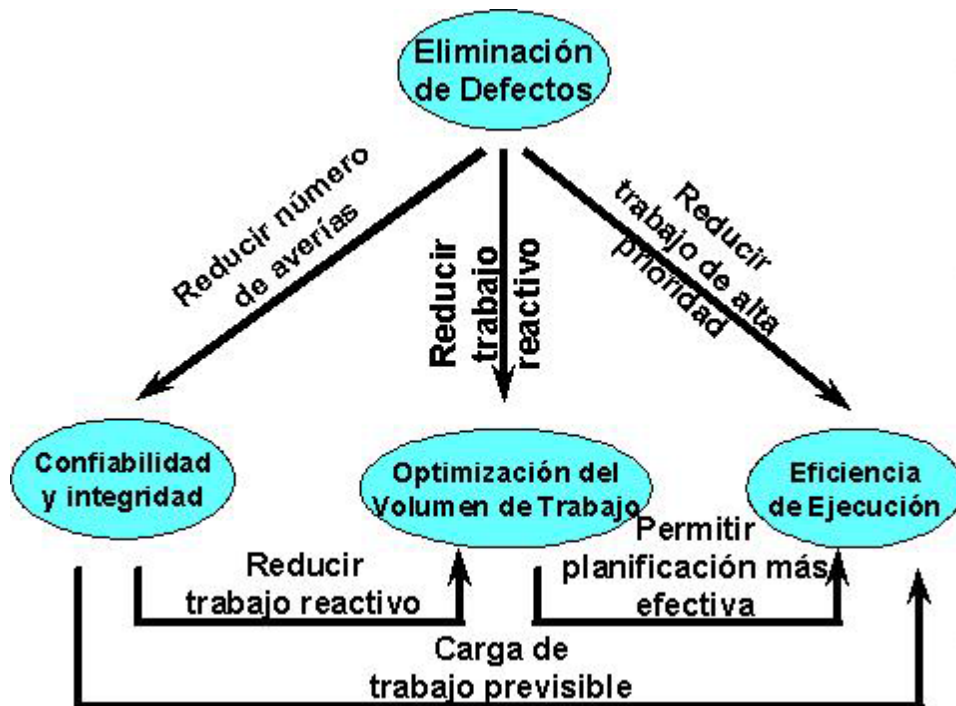 Eliminación
de Defectos
Reducir número
de averías
Reducir
trabajo
reactivo
Reducir
trabajo de alta
prioridad
Confiabilidad
y integridad
Optimización del
Volumen de Trabajo
Eficiencia
de Ejecución
Reducir
trabajo reactivo
Permitir
planificación más
efectiva
Carga de
trabajo previsible